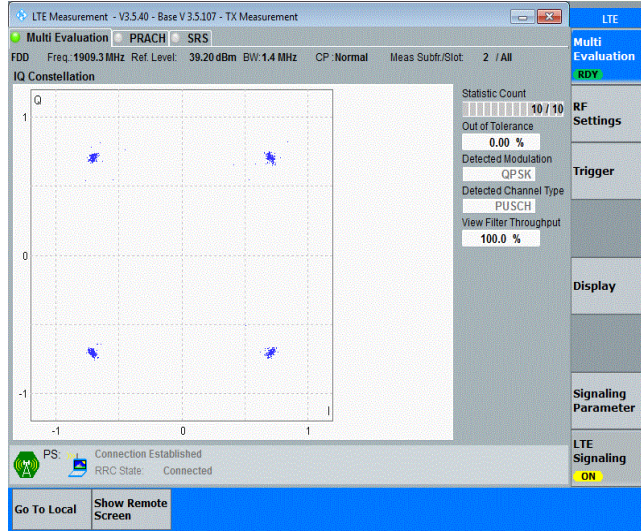 LTE Measurement - V3.5.40 - Base V 3.5.107 - TX Measurement
LTE
Multi Evaluation PRACH SRS
Multi
Evaluation
RDY
FDD Freq.:1909.3 MHz Ref. Level: 39.20 dBm BW:1.4 MHz CP :Normal Meas Subfr./Slot: 2 / All
IQ Constellation
Q
1
0
-1
I
-1 0 1
Statistic Count
10 / 10
Out of Tolerance
0.00 %
Detected Modulation
QPSK
Detected Channel Type
PUSCH
View Filter Throughput
100.0 %
RF
Settings
Trigger
Display
Signaling
Parameter
LTE
Signaling
ON
PS: Connection Established
RRC State: Connected
Go To Local
Show Remote
Screen